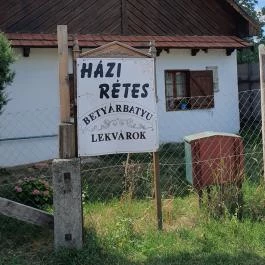 HÁZI
RÉTES
BETYÁRBATYU
LEKVÁROK